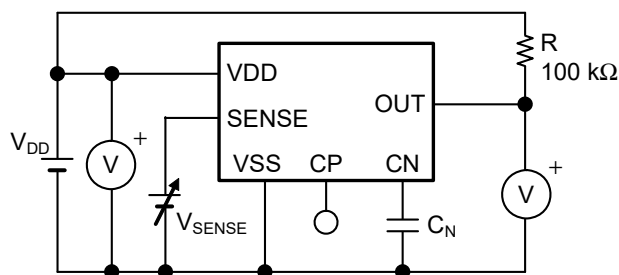 VDD
SENSE
VSS
CP
CN
OUT
R
100 kΩ
V_DD
+
V
V_SENSE
C_N
+
V